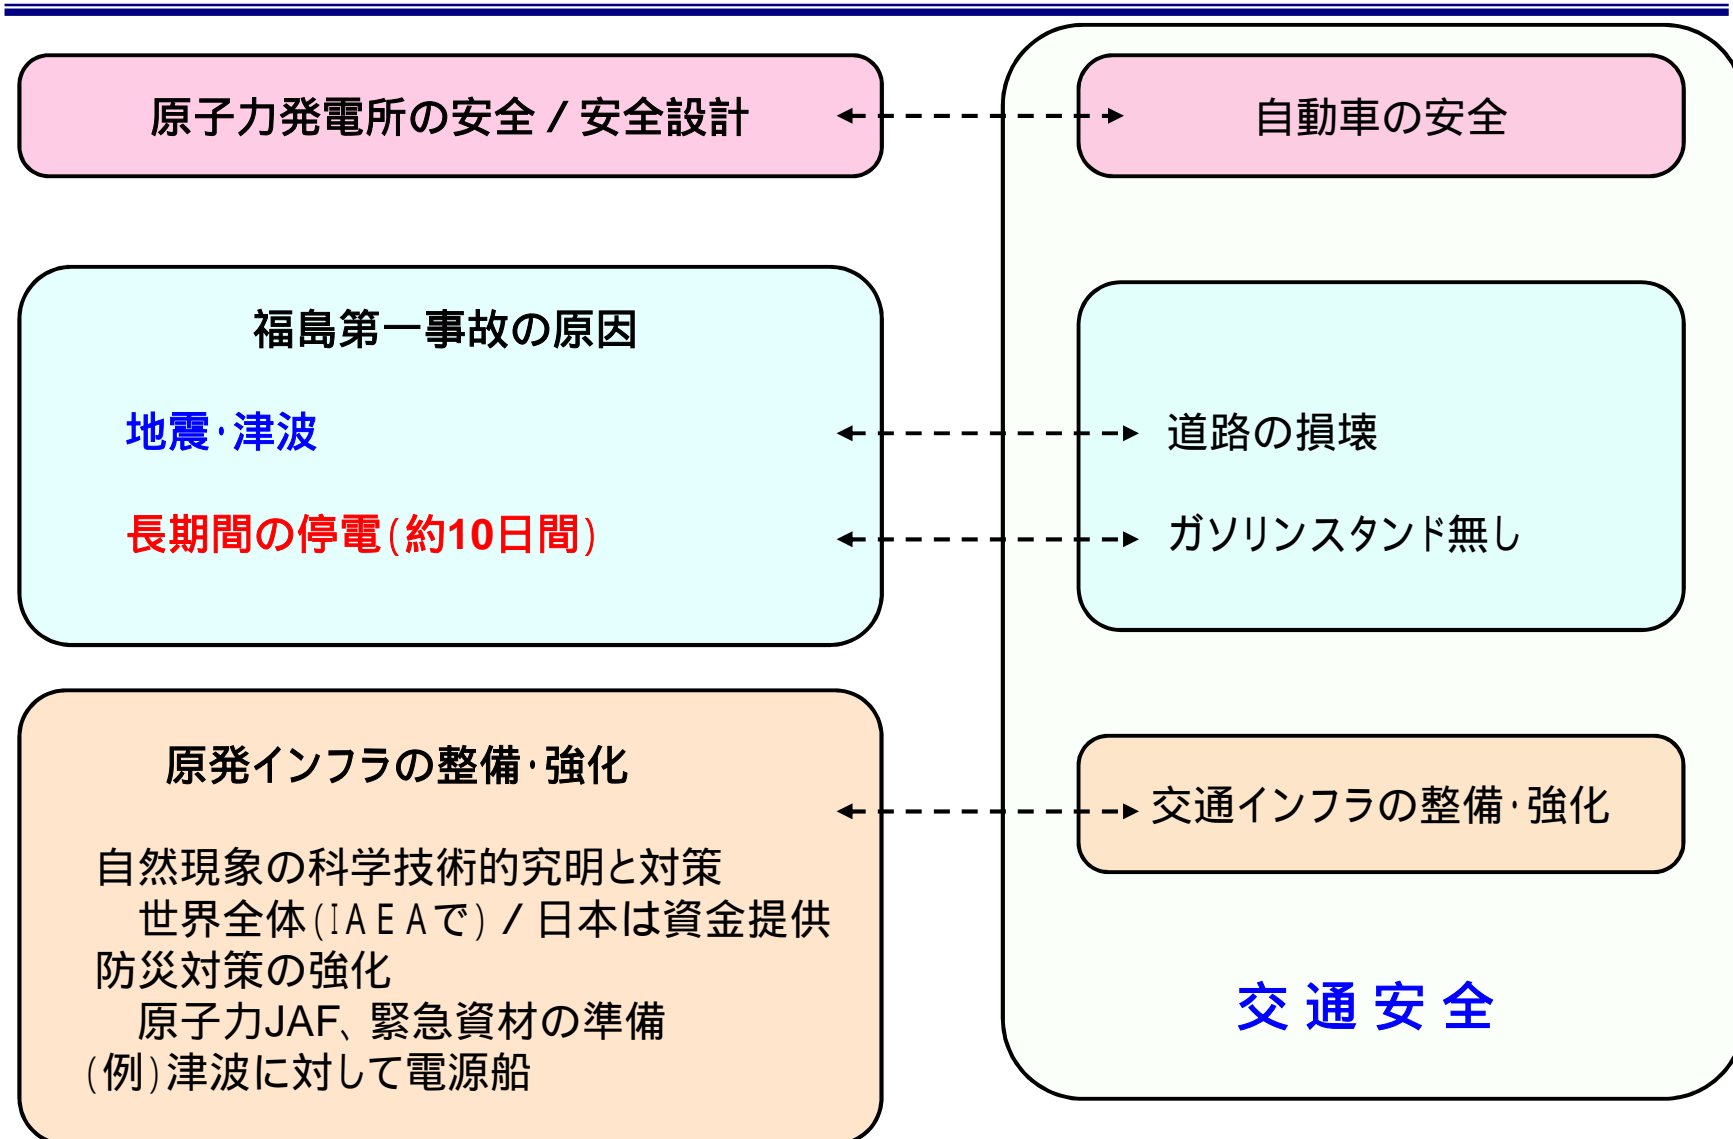 原子力発電所の安全/安全設計
自動車の安全
福島第一事故の原因
地震・津波
長期間の停電(約10日間)
道路の損壊
ガソリンスタンド無し
原発インフラの整備・強化
自然現象の科学技術的究明と対策
世界全体(IAEAで)/日本は資金提供
防災対策の強化
原子力JAF、緊急資材の準備
(例)津波に対して電源船
交通インフラの整備・強化
交通安全